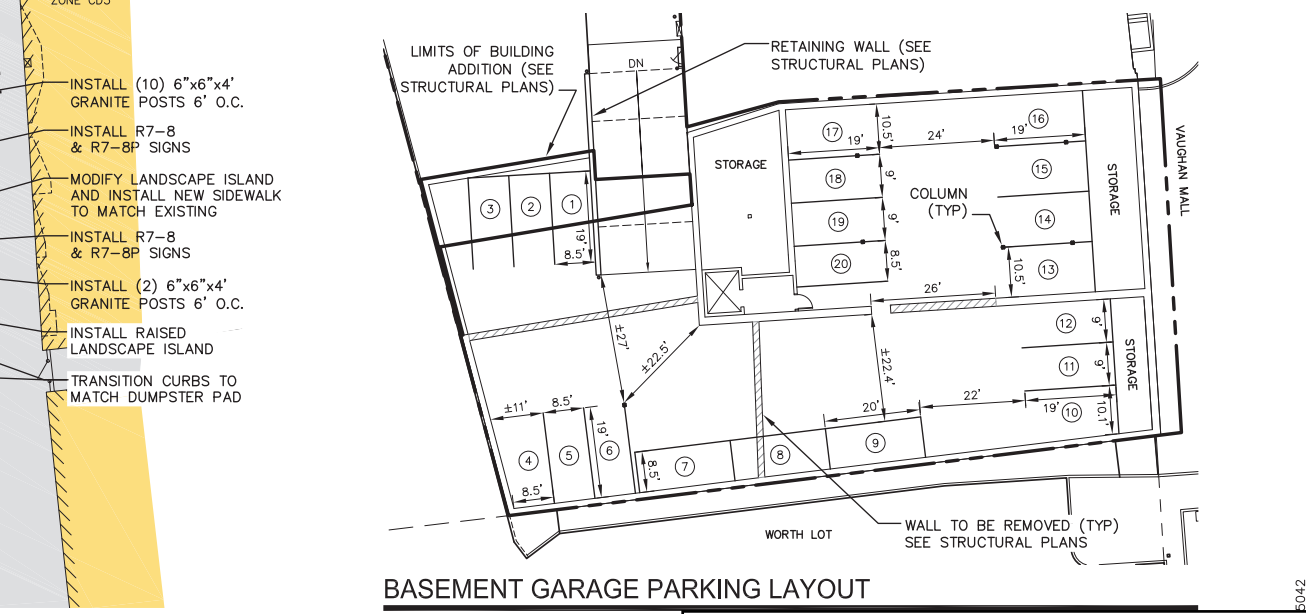 ZONE CD5
INSTALL (10) 6"x6"x4'
GRANITE POSTS 6' O.C.
INSTALL R7-8
& R7-8P SIGNS
MODIFY LANDSCAPE ISLAND
AND INSTALL NEW SIDEWALK
TO MATCH EXISTING
INSTALL R7-8
& R7-8P SIGNS
INSTALL (2) 6"x6"x4'
GRANITE POSTS 6' O.C.
INSTALL RAISED
LANDSCAPE ISLAND
TRANSITION CURBS TO
MATCH DUMPSTER PAD
LIMITS OF BUILDING
ADDITION (SEE
STRUCTURAL PLANS)
DN
RETAINING WALL (SEE
STRUCTURAL PLANS)
STORAGE
17
19'
10.5'
24'
19'
16
18
9'
15
COLUMN
(TYP)
STORAGE
VAUGHAN MALL
3
2
1
19'
8.5'
19
9'
14
20
8.5'
10.5'
13
26'
±27'
±22.5'
±22.4'
12
9'
11
9'
STORAGE
±11'
8.5'
19'
20'
22'
19'
10
10.1'
4
5
6
8.5'
8.5'
7
8
9
WORTH LOT
WALL TO BE REMOVED (TYP)
SEE STRUCTURAL PLANS
BASEMENT GARAGE PARKING LAYOUT
5042